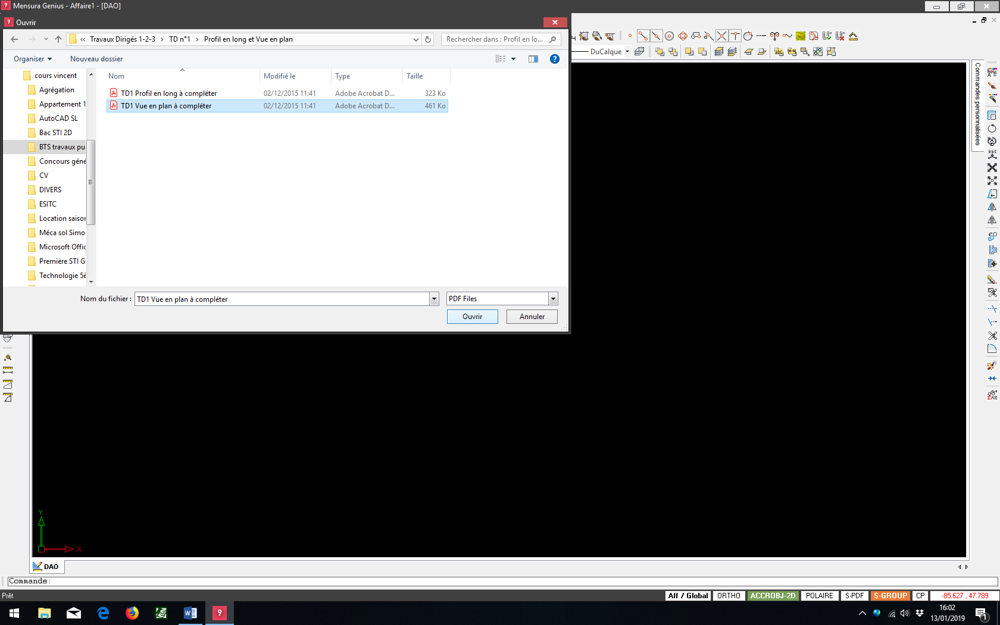 Mensura Genius - Affaire1 - [DAO]
Ouvrir
« Travaux Dirigés 1-2-3 > TD n°1 > Profil en long et Vue en plan
Rechercher dans : Profil en lo...
Organiser
Nouveau dossier
DuCalque
Commandes personnalisées
Nom
Modifié le
Type
Taille
cours vincent
Agrégation
Appartement 1
AutoCAD SL
Bac STI 2D
BTS travaux pu
Concours géné
CV
DIVERS
ESITC
Location saisor
Méca sol Simo
Microsoft Offic
Première STI G
Technologie 5è
TD1 Profil en long à compléter 02/12/2015 11:41 Adobe Acrobat D... 323 Ko
TD1 Vue en plan à compléter 02/12/2015 11:41 Adobe Acrobat D... 461 Ko
Nom du fichier : TD1 Vue en plan à compléter
PDF Files
Ouvrir
Annuler
Y
X
DAO
Commande:
Prêt
Aff / Global
ORTHO
ACCROBJ-2D
POLAIRE
S-PDF
S-GROUP
CP
-85.627 , 47.789
16:02
13/01/2019
1